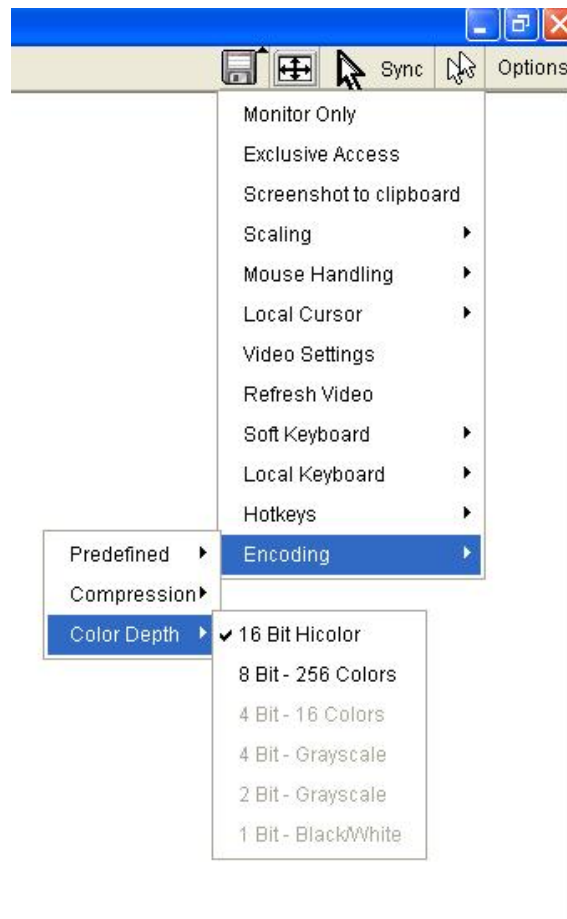 Sync Options
Monitor Only
Exclusive Access
Screenshot to clipboard
Scaling
Mouse Handling
Local Cursor
Video Settings
Refresh Video
Soft Keyboard
Local Keyboard
Hotkeys
Encoding
Predefined
Compression
Color Depth
16 Bit Hicolor
8 Bit - 256 Colors
4 Bit - 16 Colors
4 Bit - Grayscale
2 Bit - Grayscale
1 Bit - Black/White